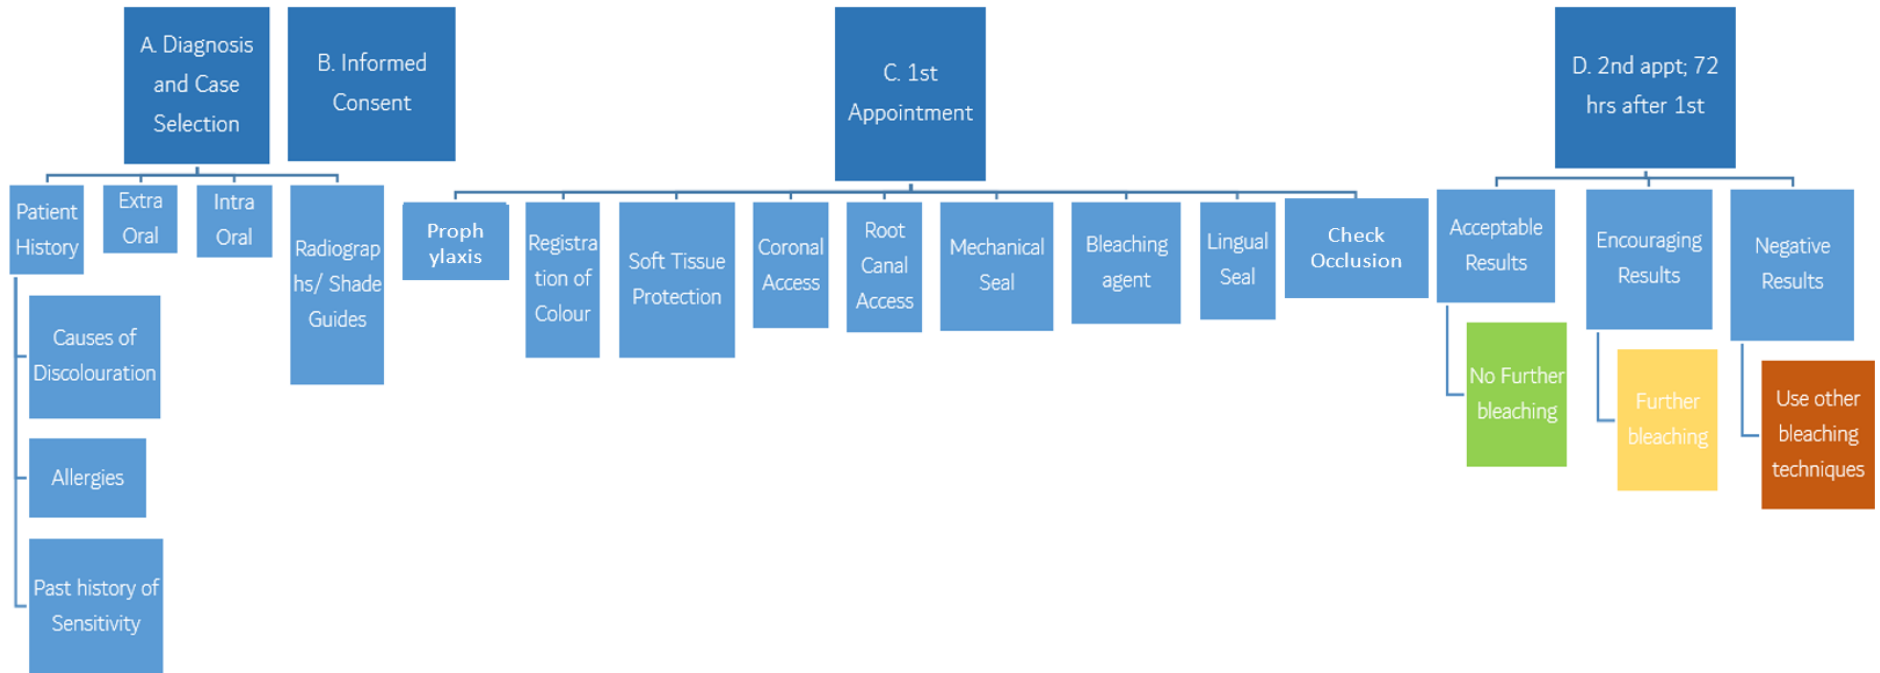 A. Diagnosis
and Case
Selection
B. Informed
Consent
C. 1st
Appointment
D. 2nd appt; 72
hrs after 1st
Patient
History
Extra
Oral
Intra
Oral
Radiograp
hs/ Shade
Guides
Causes of
Discolouration
Allergies
Past history of
Sensitivity
Proph
ylaxis
Registra
tion of
Colour
Soft Tissue
Protection
Coronal
Access
Root
Canal
Access
Mechanical
Seal
Bleaching
agent
Lingual
Seal
Check
Occlusion
Acceptable
Results
No Further
bleaching
Encouraging
Results
Further
bleaching
Negative
Results
Use other
bleaching
techniques